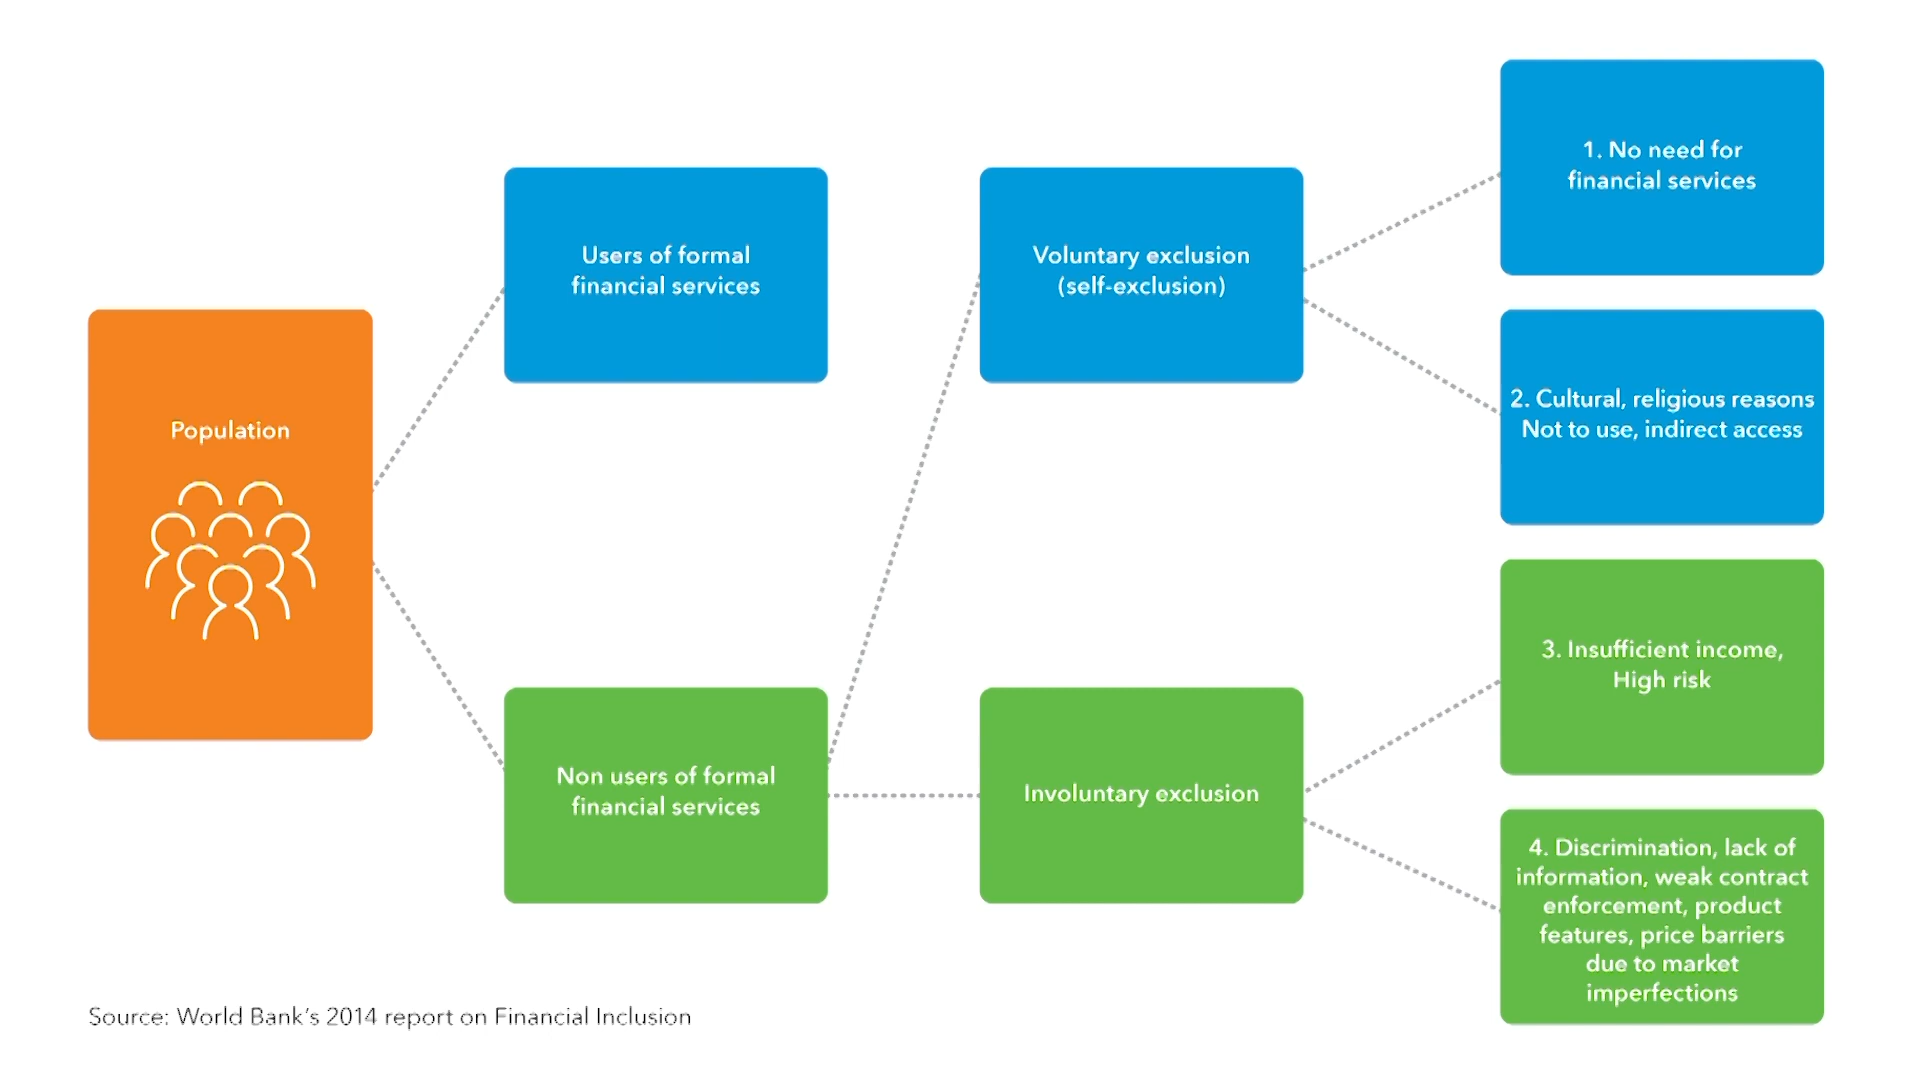 Population
Users of formal
financial services
Non users of formal
financial services
Voluntary exclusion
(self-exclusion)
Involuntary exclusion
1. No need for
financial services
2. Cultural, religious reasons
Not to use, indirect access
3. Insufficient income,
High risk
4. Discrimination, lack of
information, weak contract
enforcement, product
features, price barriers
due to market
imperfections
Source: World Bank's 2014 report on Financial Inclusion